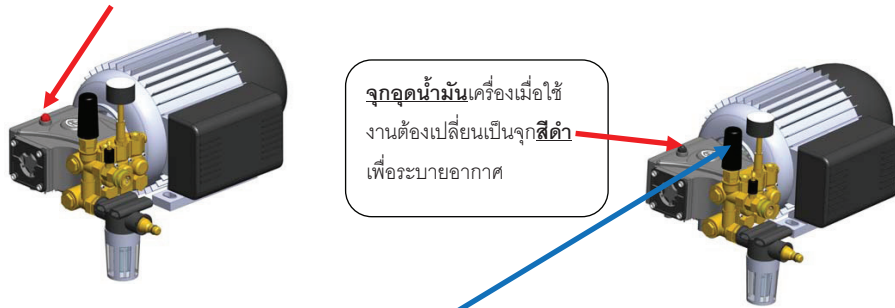 จุกอุดน้ำมันเครื่องเมื่อใช้
งานต้องเปลี่ยนเป็นจุกสีดำ
เพื่อระบายอากาศ